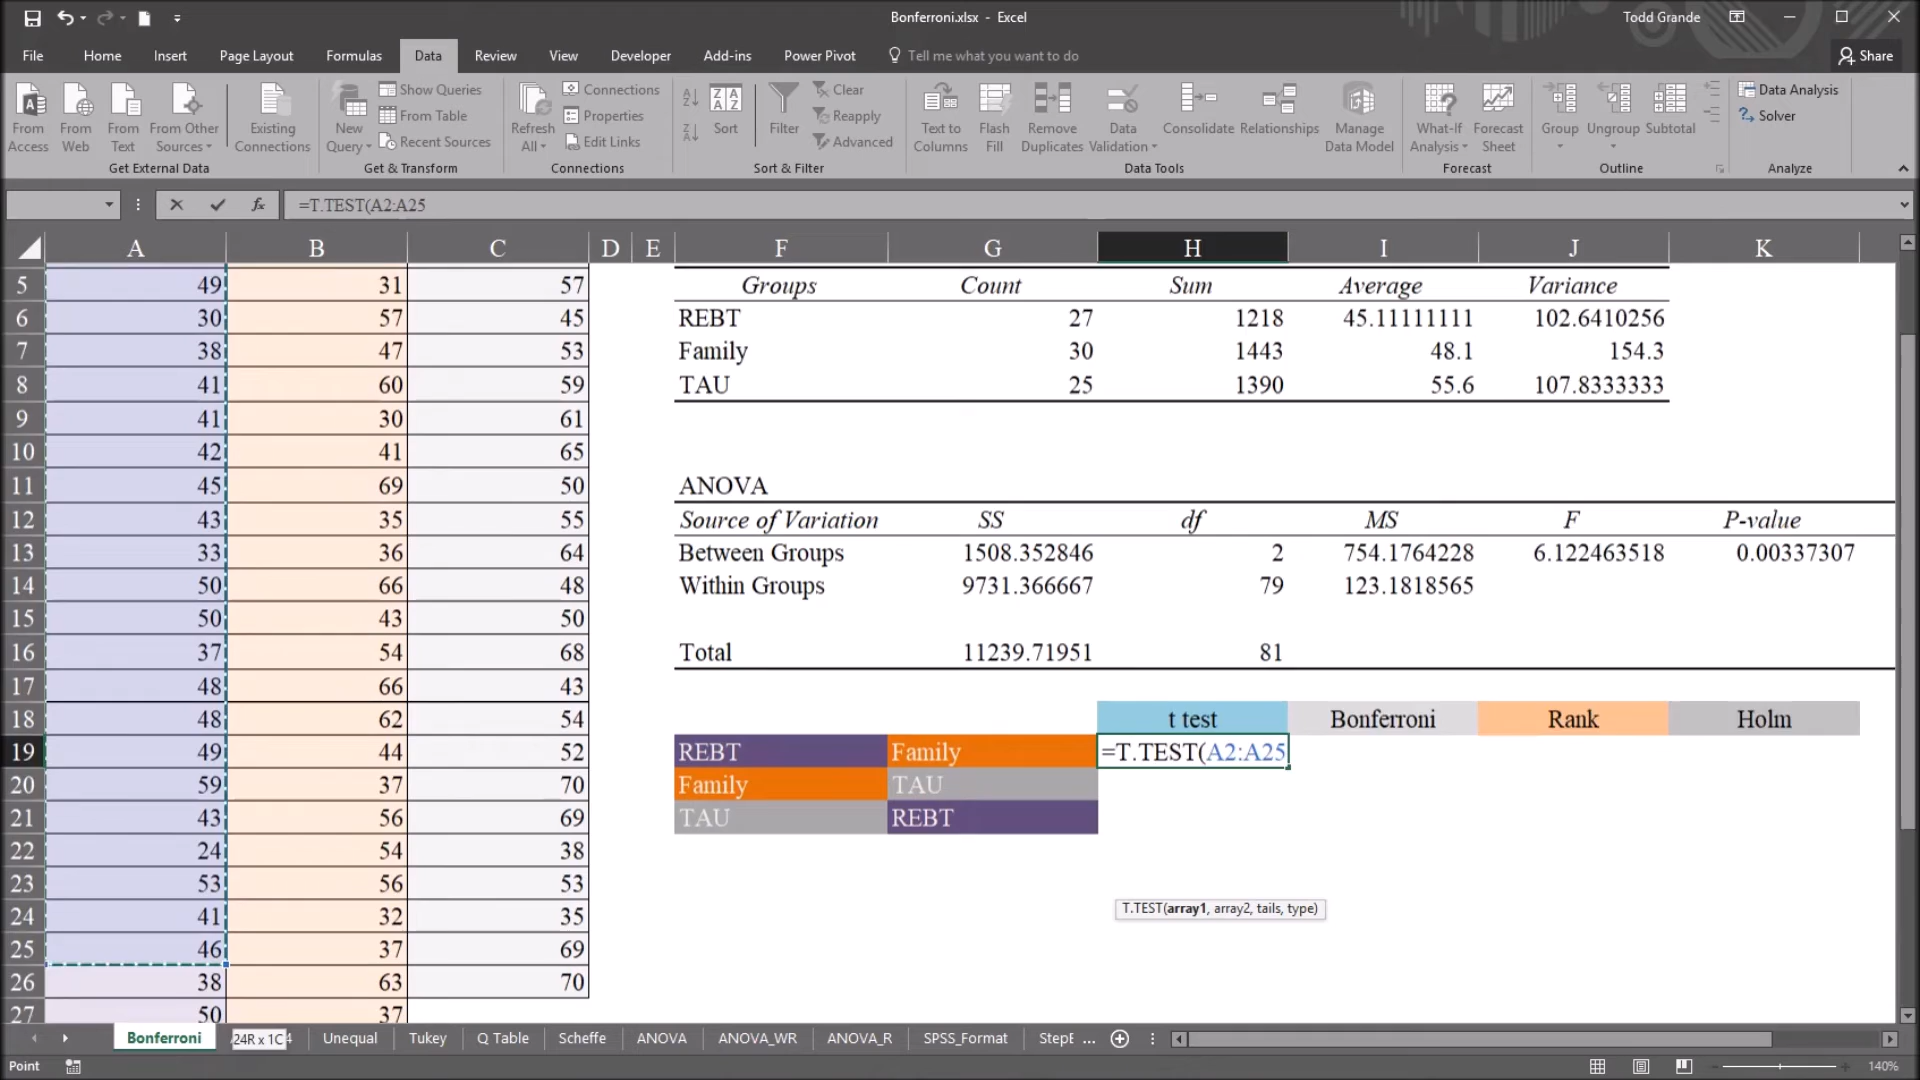 Bonferroni.xlsx - Excel
Todd Grande
File Home Insert Page Layout Formulas Data Review View Developer Add-ins Power Pivot Tell me what you want to do Share
From Access
From Web
From Text
From Other Sources
Existing Connections
Get External Data
New Query
Show Queries
From Table
Recent Sources
Get & Transform
Refresh All
Connections
Properties
Edit Links
Connections
Sort
Filter
Clear
Reapply
Advanced
Sort & Filter
Text to Columns
Flash Fill
Remove Duplicates
Data Validation
Consolidate
Relationships
Manage Data Model
Data Tools
What-If Analysis
Forecast Sheet
Forecast
Group
Ungroup
Subtotal
Outline
Data Analysis
Solver
Analyze
fx =T.TEST(A2:A25
A B C D E F G H I J K
5 49 31 57 Groups Count Sum Average Variance
6 30 57 45 REBT 27 1218 45.11111111 102.6410256
7 38 47 53 Family 30 1443 48.1 154.3
8 41 60 59 TAU 25 1390 55.6 107.8333333
9 41 30 61
10 42 41 65
11 45 69 50 ANOVA
12 43 35 55 Source of Variation SS df MS F P-value
13 33 36 64 Between Groups 1508.352846 2 754.1764228 6.122463518 0.00337307
14 50 66 48 Within Groups 9731.366667 79 123.1818565
15 50 43 50
16 37 54 68 Total 11239.71951 81
17 48 66 43
18 48 62 54 t test Bonferroni Rank Holm
19 49 44 52 REBT Family =T.TEST(A2:A25
20 59 37 70 Family TAU
21 43 56 69 TAU REBT
22 24 54 38
23 53 56 53
24 41 32 35 T.TEST(array1, array2, tails, type)
25 46 37 69
26 38 63 70
27 50 37
Bonferroni 24R x 1C Unequal Tukey Q Table Scheffe ANOVA ANOVA_WR ANOVA_R SPSS_Format StepE ...
Point 140%